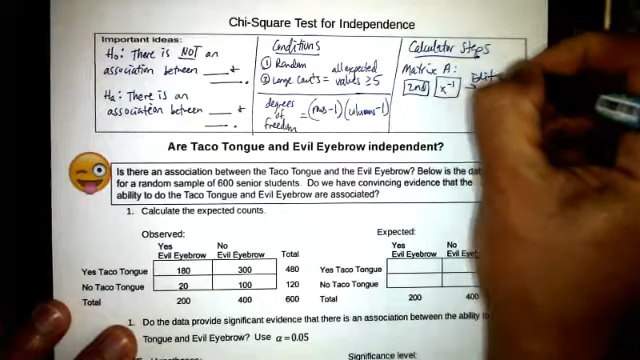 Chi-Square Test for Independence
Important ideas:
H₀: There is NOT an
association between ___ +
___.
Hₐ: There is an
association between ___ +
___.
Conditions
① Random
② Large Counts = all expected values ≥ 5
degrees of freedom = (rows-1)(columns-1)
Calculator Steps
Matrix A:
2nd x⁻¹ → Edit
Are Taco Tongue and Evil Eyebrow independent?
Is there an association between the Taco Tongue and the Evil Eyebrow? Below is the
for a random sample of 600 senior students. Do we have convincing evidence that the
ability to do the Taco Tongue and Evil Eyebrow are associated?
1. Calculate the expected counts.
Observed:
Yes Evil Eyebrow No Evil Eyebrow Total
Yes Taco Tongue 180 300 480
No Taco Tongue 20 100 120
Total 200 400 600
Expected:
Yes Evil Eyebrow No
Yes Taco Tongue
No Taco Tongue
Total 200 400
1. Do the data provide significant evidence that there is an association between the ability
Tongue and Evil Eyebrow? Use α=0.05
Significance level: